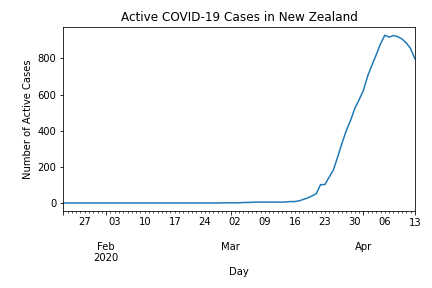 Active COVID-19 Cases in New Zealand
Number of Active Cases
800
600
400
200
0
27 03 10 17 24 02 09 16 23 30 06 13
Feb Mar Apr
2020
Day